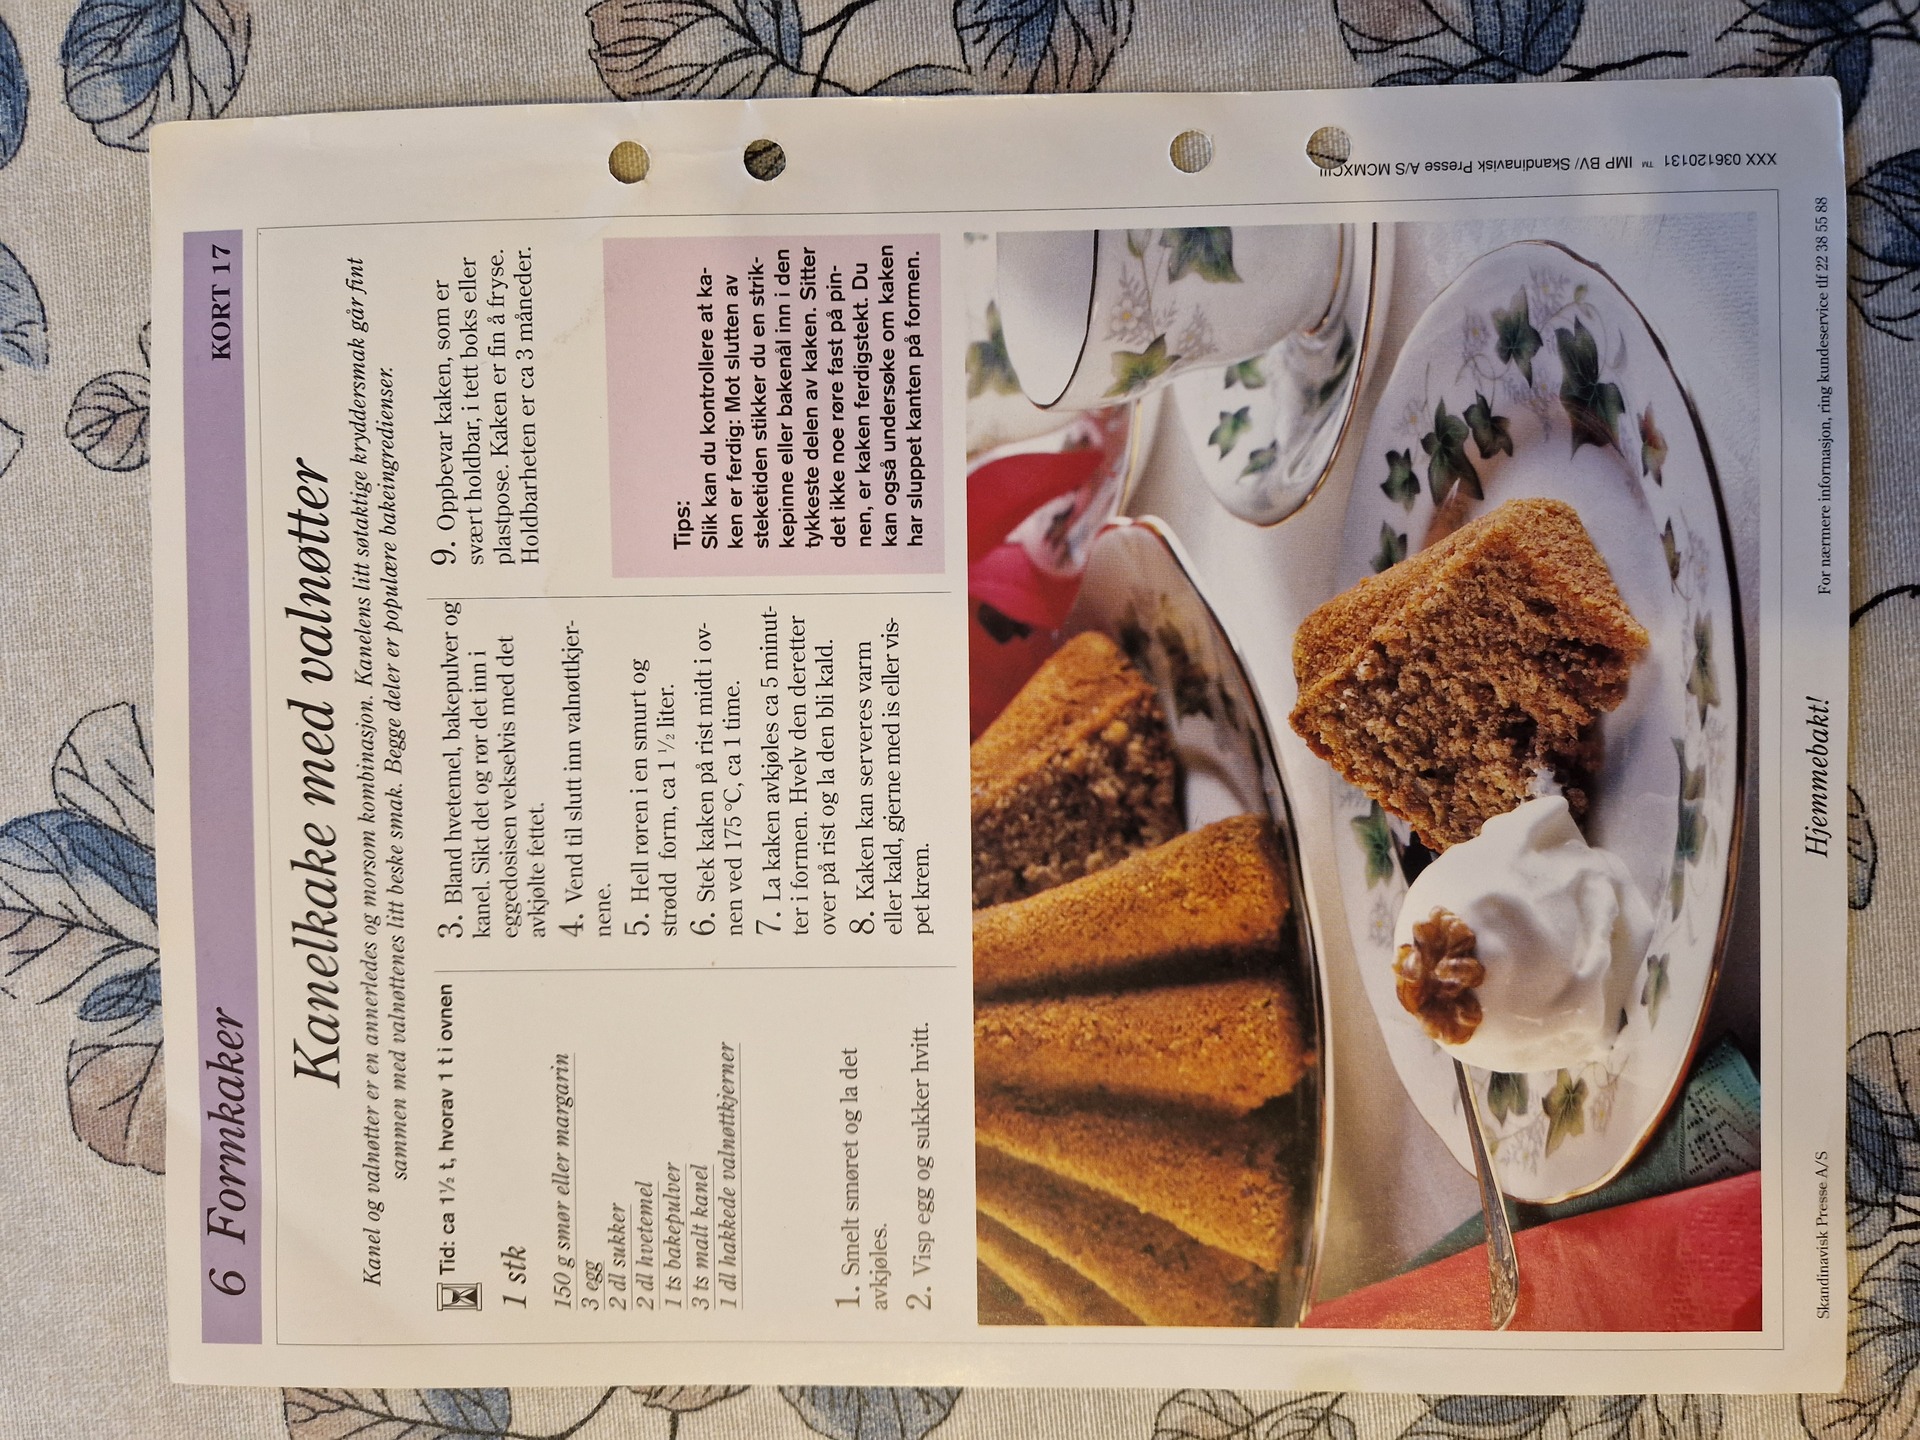 6 Formkaker
KORT 17
Kanelkake med valnøtter
Kanel og valnøtter er en annerledes og morsom kombinasjon. Kanelens litt søtaktige kryddersmak går fint
sammen med valnøttenes litt beske smak. Begge deler er populære bakeingredienser.
Tid: ca 1½ t, hvorav 1 t i ovnen
1 stk
150 g smør eller margarin
3 egg
2 dl sukker
2 dl hvetemel
1 ts bakepulver
3 ts malt kanel
1 dl hakkede valnøttkjerner
1. Smelt smøret og la det
avkjøles.
2. Visp egg og sukker hvitt.
3. Bland hvetemel, bakepulver og
kanel. Sikt det og rør det inn i
eggedosisen vekselvis med det
avkjølte fettet.
4. Vend til slutt inn valnøttkjer-
nene.
5. Hell røren i en smurt og
strødd form, ca 1 ½ liter.
6. Stek kaken på rist midt i ov-
nen ved 175 °C, ca 1 time.
7. La kaken avkjøles ca 5 minut-
ter i formen. Hvelv den deretter
over på rist og la den bli kald.
8. Kaken kan serveres varm
eller kald, gjerne med is eller vis-
pet krem.
9. Oppbevar kaken, som er
svært holdbar, i tett boks eller
plastpose. Kaken er fin å fryse.
Holdbarheten er ca 3 måneder.
Tips:
Slik kan du kontrollere at ka-
ken er ferdig: Mot slutten av
steketiden stikker du en strik-
kepinne eller bakenål inn i den
tykkeste delen av kaken. Sitter
det ikke noe røre fast på pin-
nen, er kaken ferdigstekt. Du
kan også undersøke om kaken
har sluppet kanten på formen.
XXX 036120131 ™ IMP BV/ Skandinavisk Presse A/S MCMXCIII
Skandinavisk Presse A/S
Hjemmebakt!
For nærmere informasjon, ring kundeservice tlf 22 38 55 88